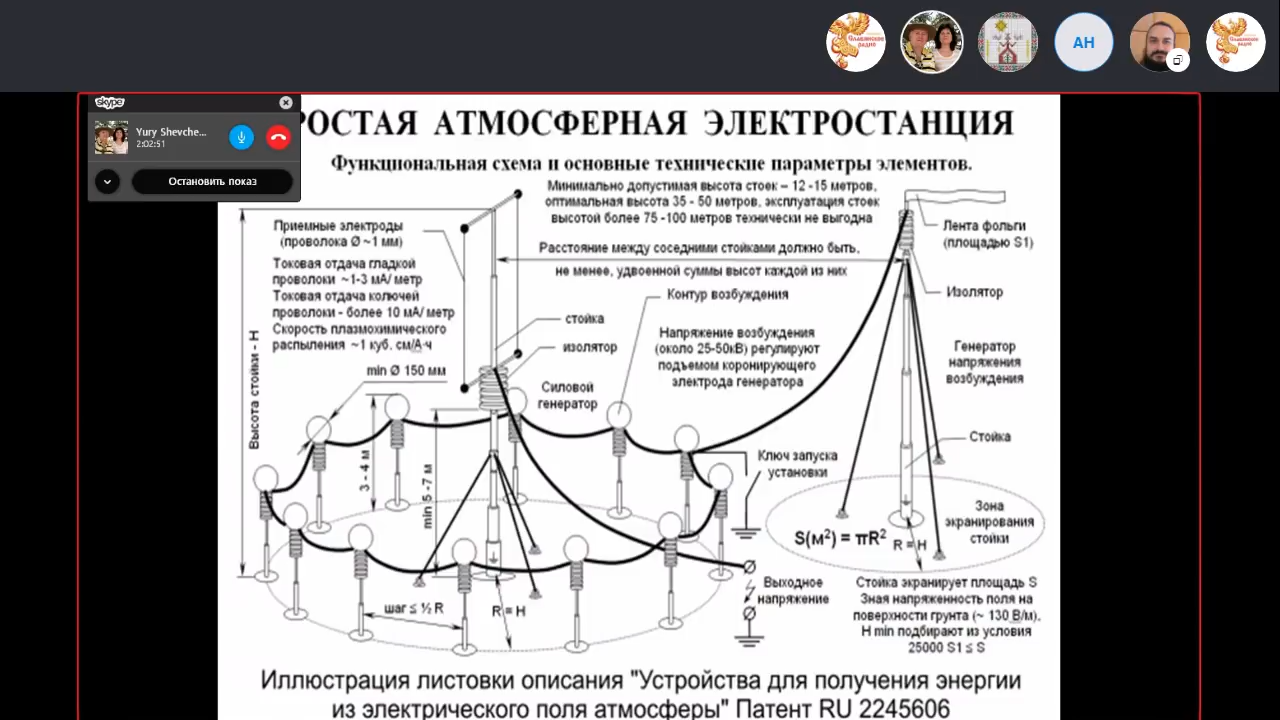 АН
skype
Yury Shevche...
2:02:51
Остановить показ
РОСТАЯ АТМОСФЕРНАЯ ЭЛЕКТРОСТАНЦИЯ
Функциональная схема и основные технические параметры элементов.
Минимально допустимая высота стоек – 12 -15 метров,
оптимальная высота 35 - 50 метров, эксплуатация стоек
высотой более 75 -100 метров технически не выгодна
Приемные электроды
(проволока Ø ~1 мм)
Токовая отдача гладкой
проволоки ~1-3 мА/ метр
Токовая отдача колючей
проволоки - более 10 мА/ метр
Скорость плазмохимического
распыления ~1 куб. см/А·ч
Расстояние между соседними стойками должно быть,
не менее, удвоенной суммы высот каждой из них
Лента фольги
(площадью S1)
Изолятор
Контур возбуждения
стойка
изолятор
Напряжение возбуждения
(около 25-50кВ) регулируют
подъемом коронирующего
электрода генератора
Генератор
напряжения
возбуждения
Высота стойки - Н
min Ø 150 мм
Силовой
генератор
3 - 4 м
min 5 -7 м
Стойка
Ключ запуска
установки
Зона
экранирования
стойки
S(м²) = πR²
R = H
Выходное
напряжение
шаг ≤ ½ R
R = H
Стойка экранирует площадь S
Зная напряженность поля на
поверхности грунта (~ 130 В/м),
H min подбирают из условия
25000 S1 ≤ S
Иллюстрация листовки описания "Устройства для получения энергии
из электрического поля атмосферы" Патент RU 2245606